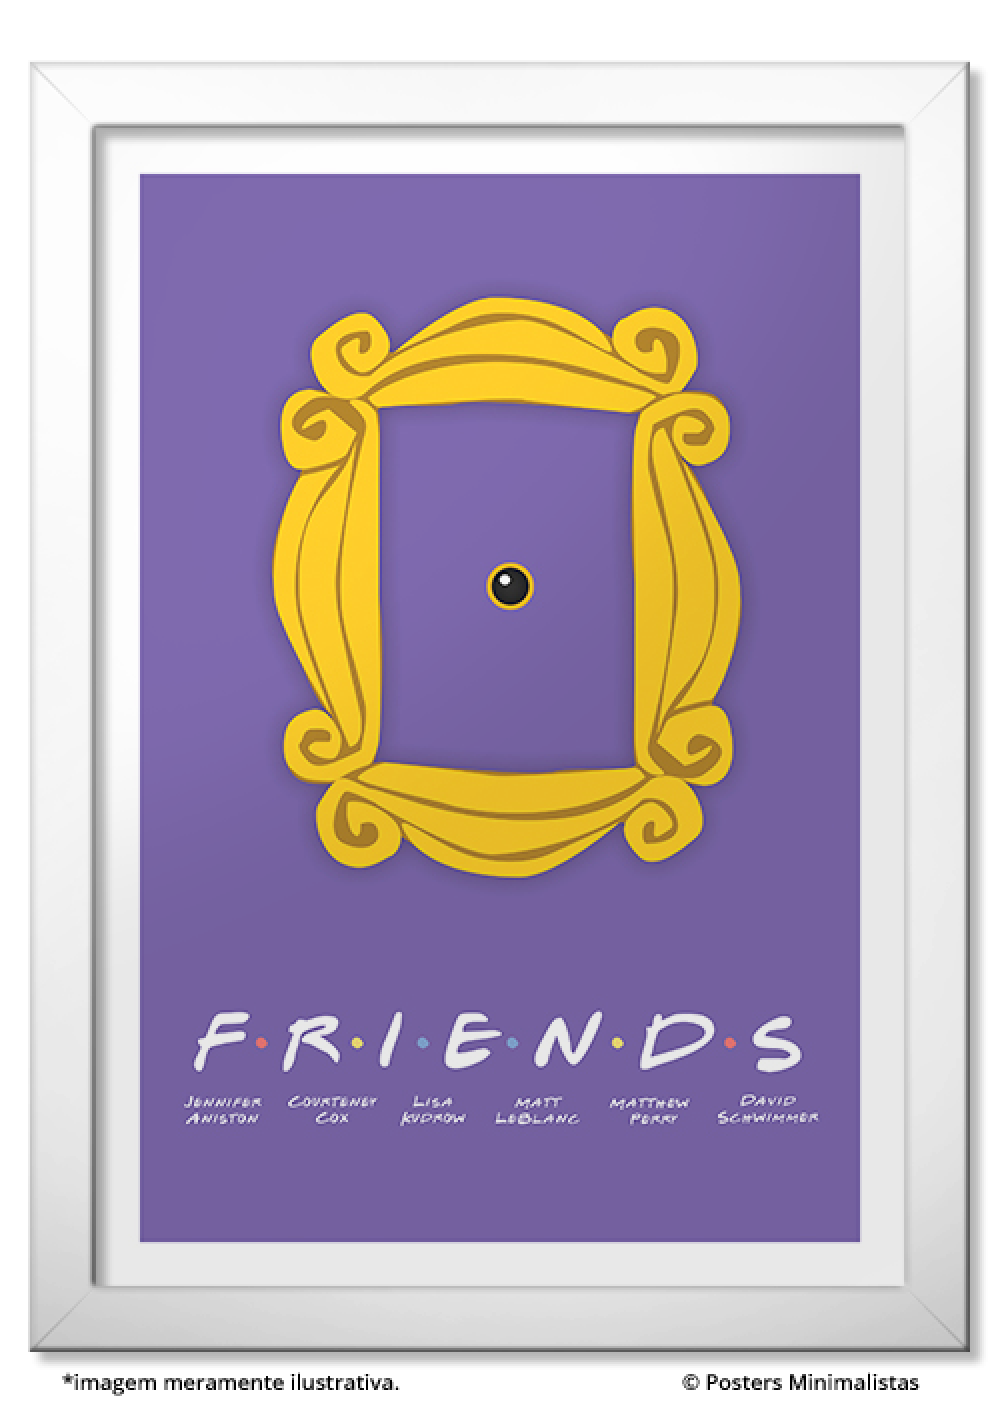 F•R•I•E•N•D•S
JENNIFER COURTENEY LISA MATT MATTHEW DAVID
ANISTON COX KUDROW LEBLANC PERRY SCHWIMMER
*imagem meramente ilustrativa. © Posters Minimalistas